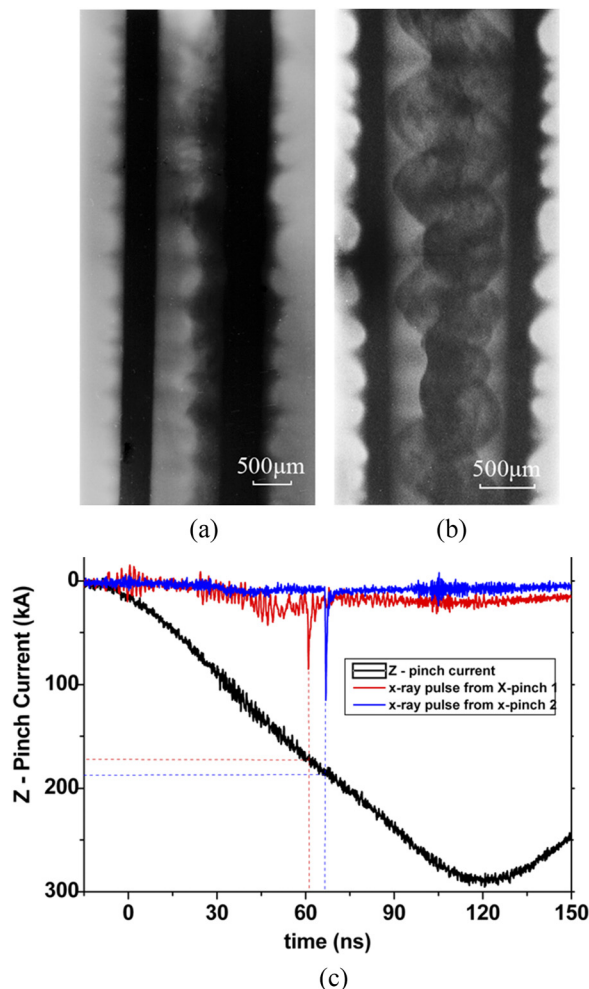 500μm
500μm
(a)
(b)
0
100
200
300
Z - Pinch Current (kA)
Z - pinch current
x-ray pulse from X-pinch 1
x-ray pulse from x-pinch 2
0
30
60
90
120
150
time (ns)
(c)